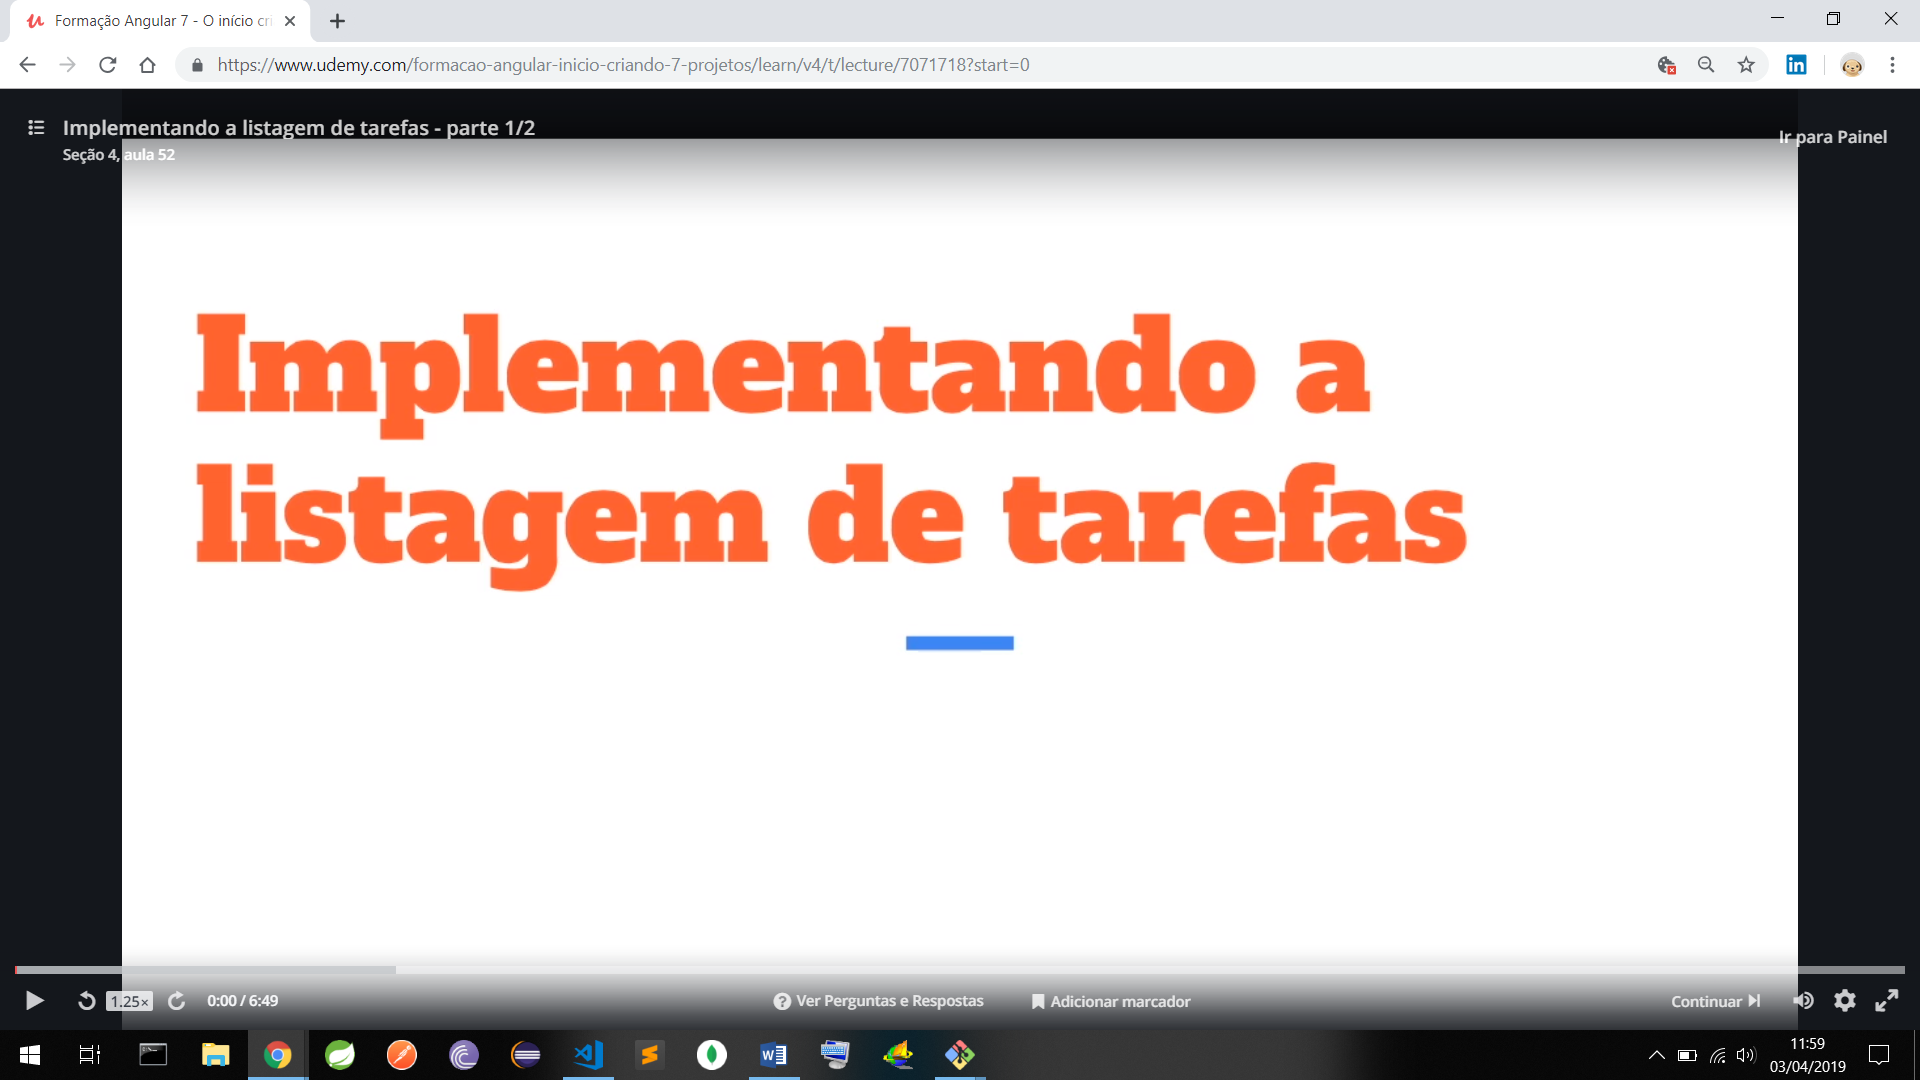 Formação Angular 7 - O início cri
https://www.udemy.com/formacao-angular-inicio-criando-7-projetos/learn/v4/t/lecture/7071718?start=0
Implementando a listagem de tarefas - parte 1/2
Seção 4, aula 52
Ir para Painel
Implementando a
listagem de tarefas
1.25×
0:00 / 6:49
Ver Perguntas e Respostas
Adicionar marcador
Continuar
11:59
03/04/2019